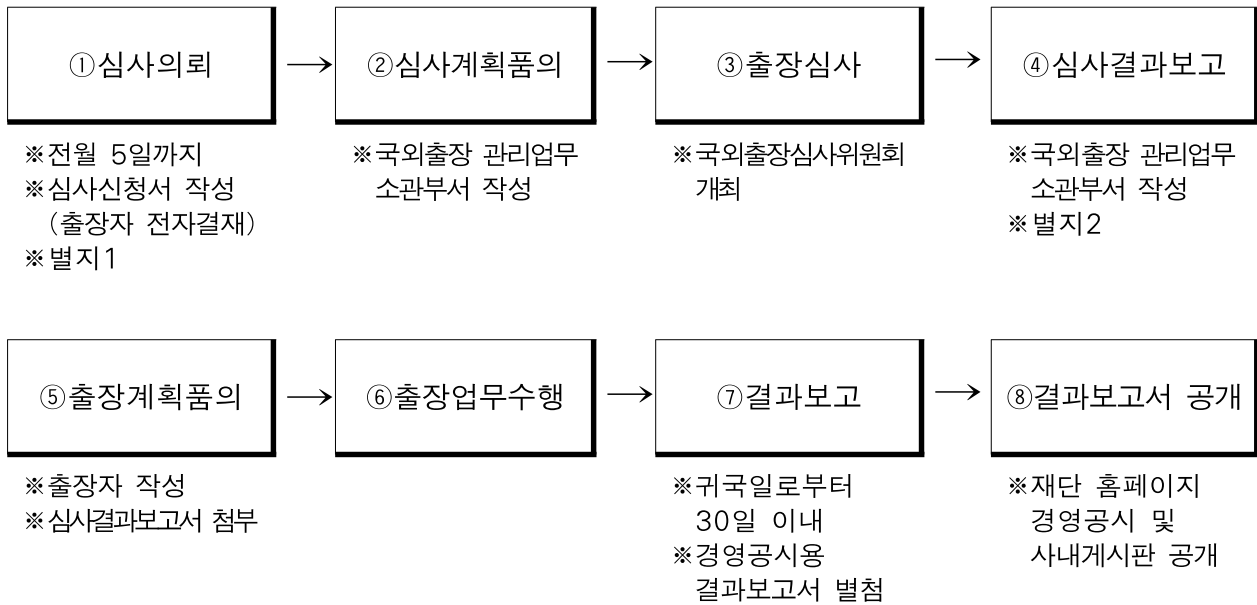 ①심사의뢰 → ②심사계획품의 → ③출장심사 → ④심사결과보고
※전월 5일까지
※심사신청서 작성
(출장자 전자결재)
※별지1
※국외출장 관리업무
소관부서 작성
※국외출장심사위원회
개최
※국외출장 관리업무
소관부서 작성
※별지2
⑤출장계획품의 → ⑥출장업무수행 → ⑦결과보고 → ⑧결과보고서 공개
※출장자 작성
※심사결과보고서 첨부
※귀국일로부터
30일 이내
※경영공시용
결과보고서 별첨
※재단 홈페이지
경영공시 및
사내게시판 공개